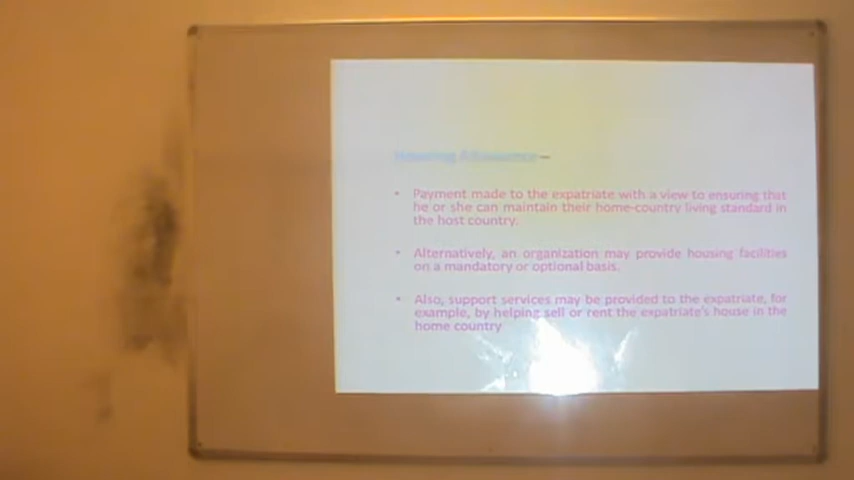 Housing Allowance –
• Payment made to the expatriate with a view to ensuring that
he or she can maintain their home-country living standard in
the host country.
• Alternatively, an organization may provide housing facilities
on a mandatory or optional basis.
• Also, support services may be provided to the expatriate, for
example, by helping sell or rent the expatriate's house in the
home country